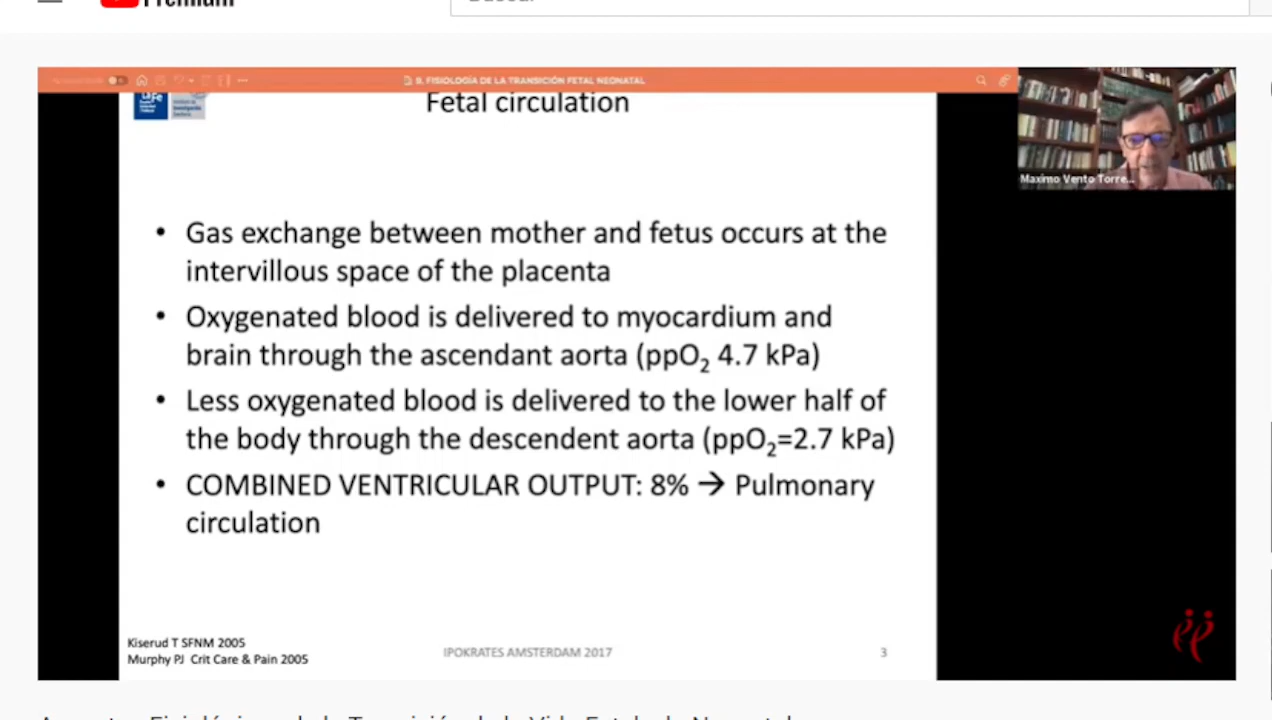 Premium
9. FISIOLOGÍA DE LA TRANSICIÓN FETAL NEONATAL
LaFe
Fetal circulation
Maximo Vento Torre...
• Gas exchange between mother and fetus occurs at the
intervillous space of the placenta
• Oxygenated blood is delivered to myocardium and
brain through the ascendant aorta (ppO₂ 4.7 kPa)
• Less oxygenated blood is delivered to the lower half of
the body through the descendent aorta (ppO₂=2.7 kPa)
• COMBINED VENTRICULAR OUTPUT: 8% → Pulmonary
circulation
Kiserud T SFNM 2005
Murphy PJ Crit Care & Pain 2005
IPOKRATES AMSTERDAM 2017
3